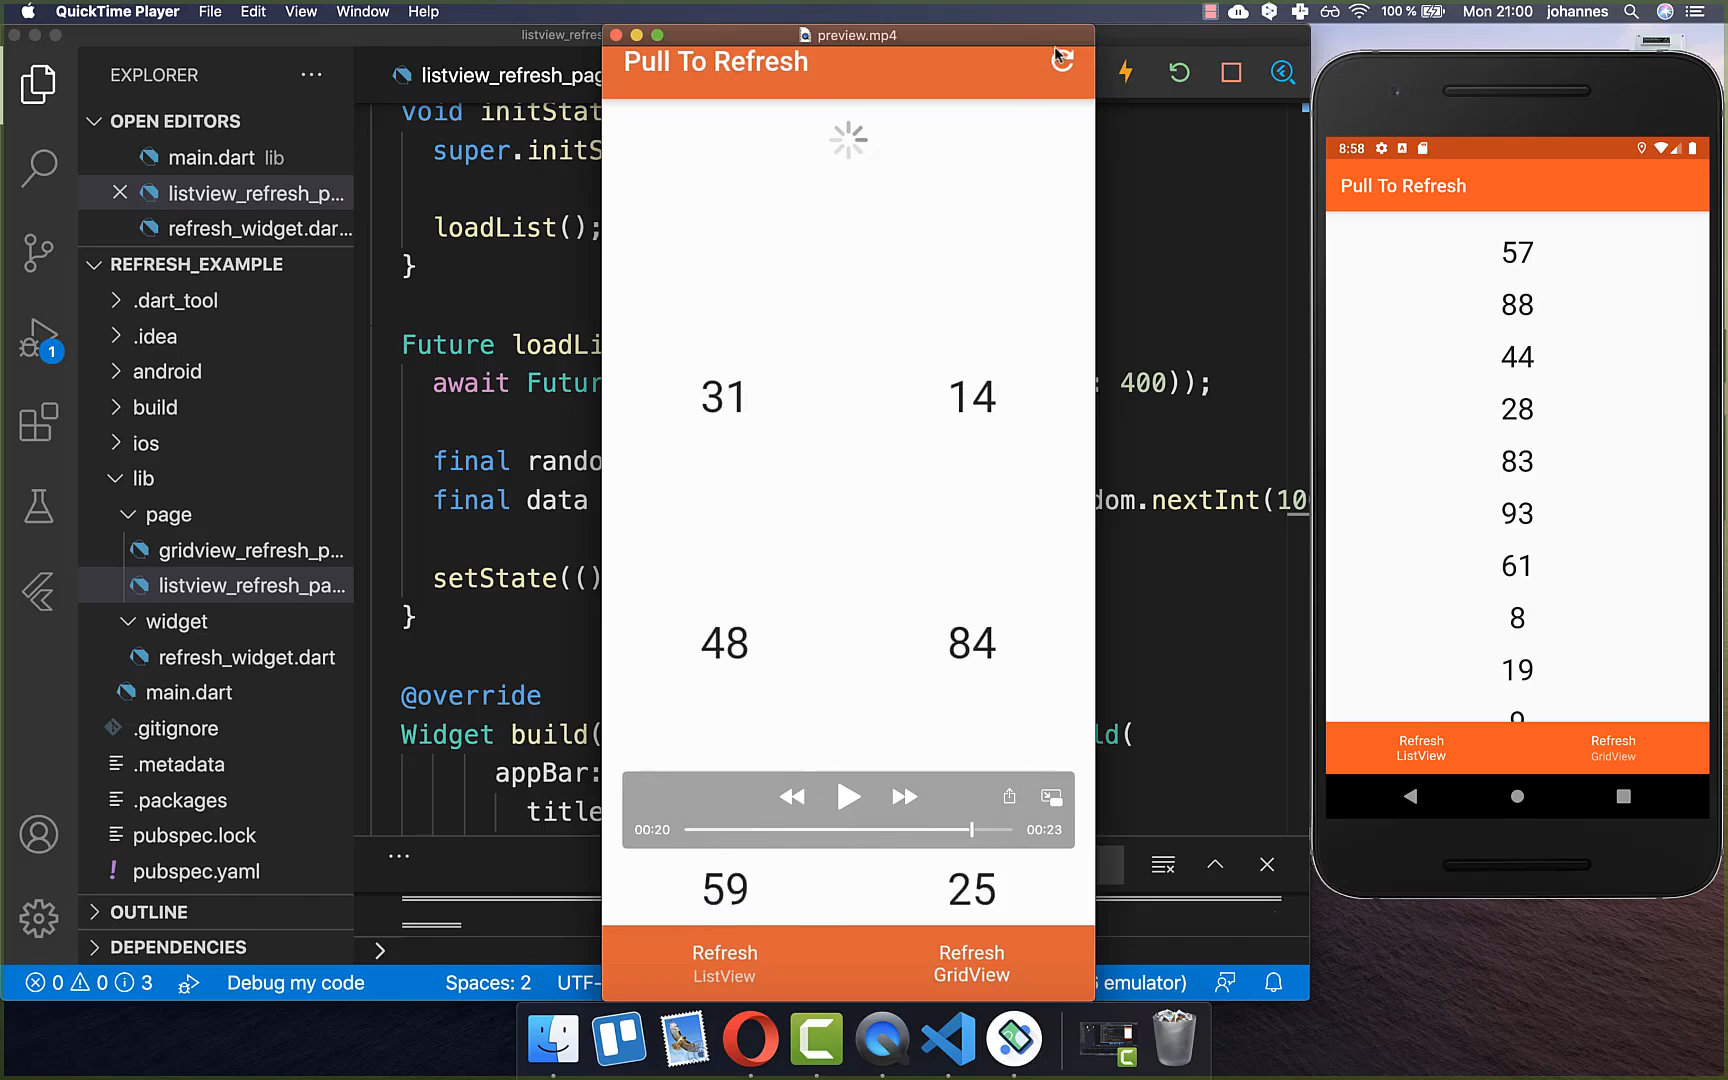 QuickTime Player File Edit View Window Help
100 % Mon 21:00 johannes
listview_refres
preview.mp4
EXPLORER
OPEN EDITORS
main.dart lib
listview_refresh_p...
refresh_widget.dar...
REFRESH_EXAMPLE
.dart_tool
.idea
android
build
ios
lib
page
gridview_refresh_p...
listview_refresh_pa...
widget
refresh_widget.dart
main.dart
.gitignore
.metadata
.packages
pubspec.lock
pubspec.yaml
OUTLINE
DEPENDENCIES
listview_refresh_pag
void initStat
super.initS
loadList();
}
Future loadLi
await Futur : 400));
final rando
final data dom.nextInt(10
setState(()
}
@override
Widget build( ld(
appBar:
title
Pull To Refresh
31 14
48 84
00:20 00:23
59 25
Refresh
ListView
Refresh
GridView
0 0 3 Debug my code Spaces: 2 UTF- emulator)
1
8:58
Pull To Refresh
57
88
44
28
83
93
61
8
19
Refresh
ListView
Refresh
GridView